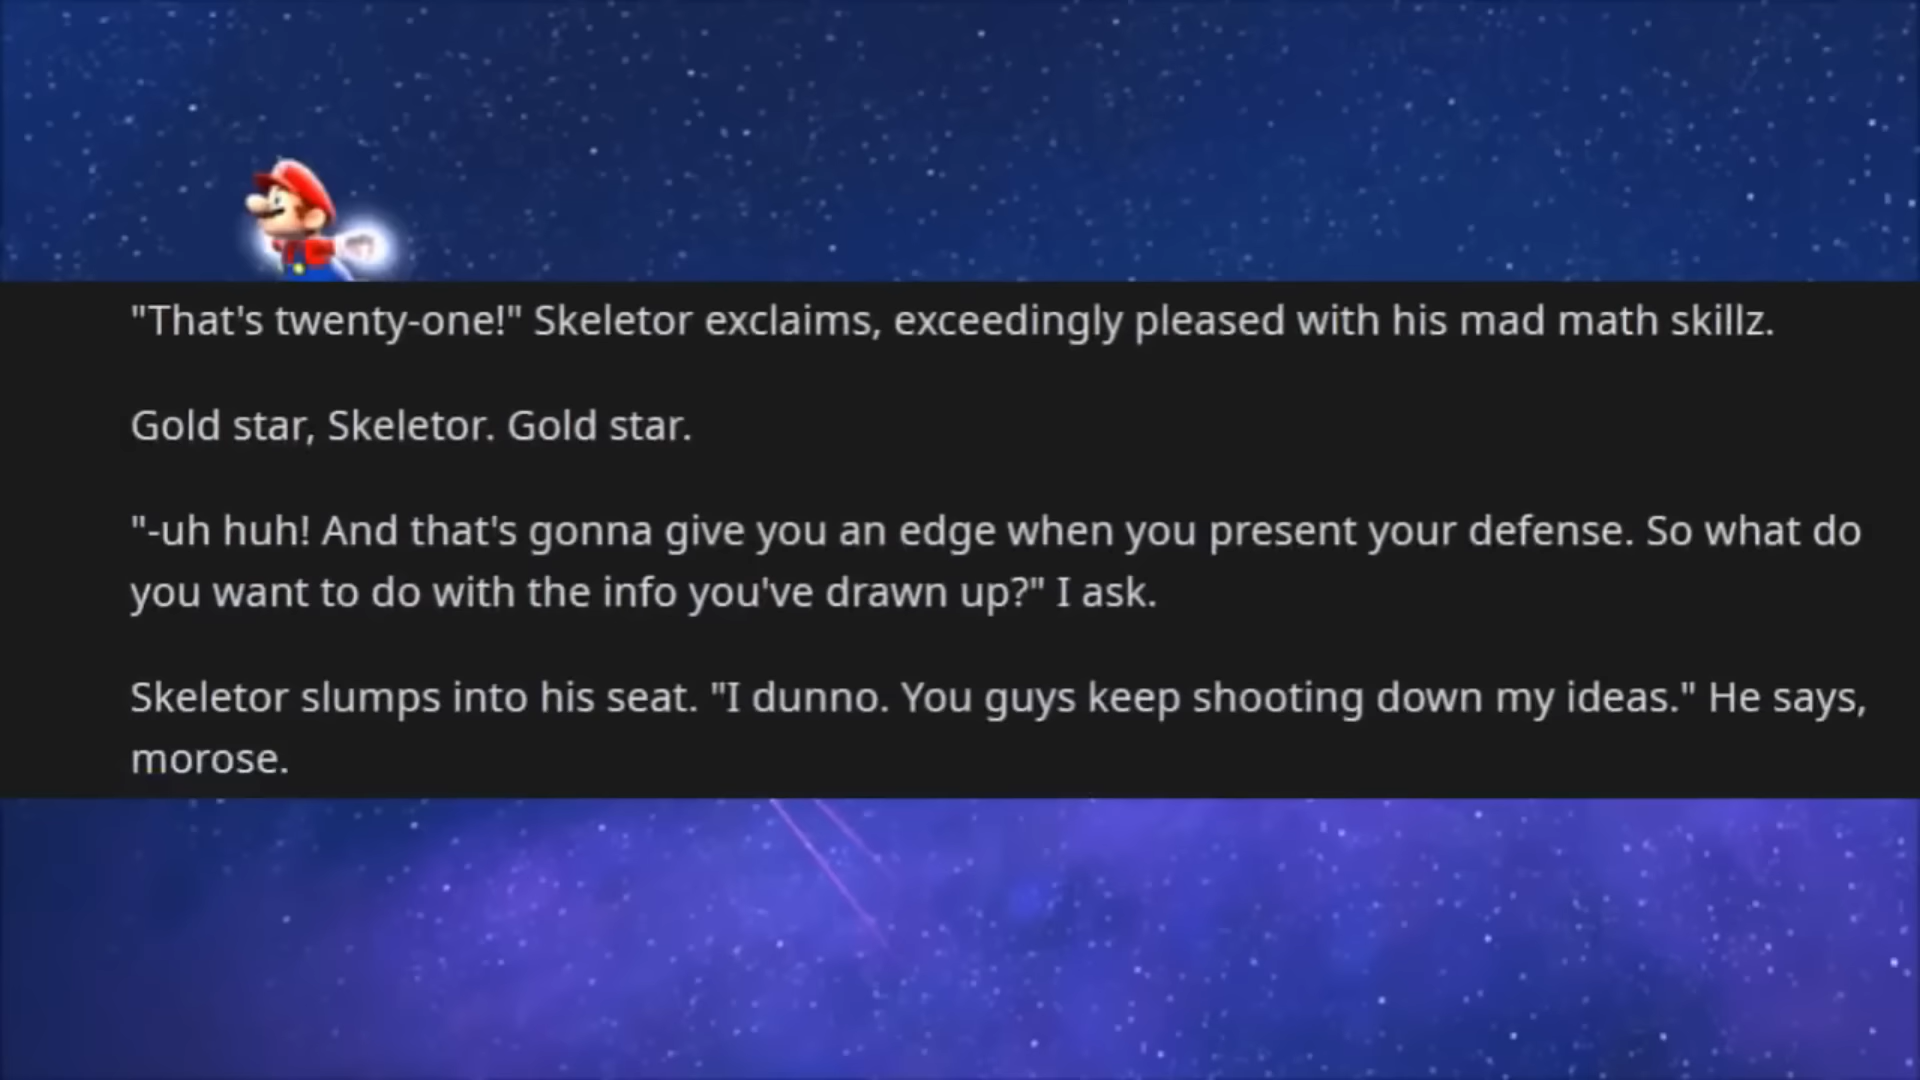 "That's twenty-one!" Skeletor exclaims, exceedingly pleased with his mad math skillz.
Gold star, Skeletor. Gold star.
"-uh huh! And that's gonna give you an edge when you present your defense. So what do
you want to do with the info you've drawn up?" I ask.
Skeletor slumps into his seat. "I dunno. You guys keep shooting down my ideas." He says,
morose.